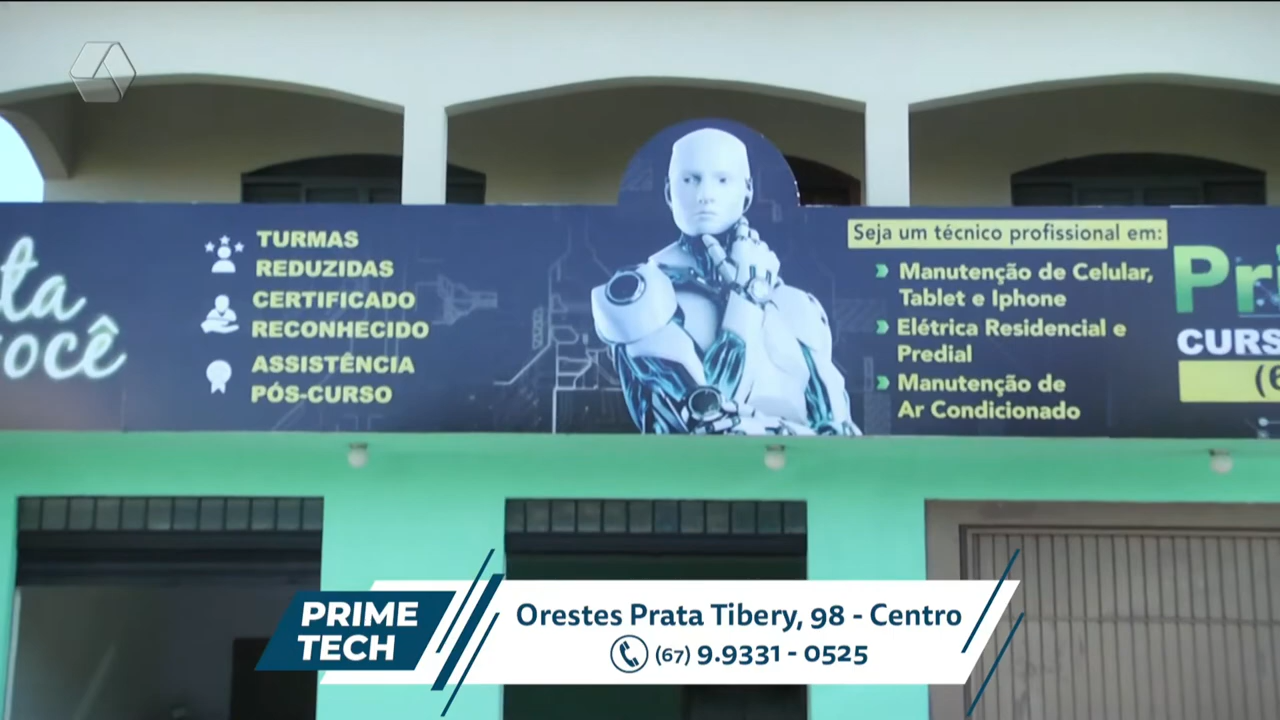 você
TURMAS
REDUZIDAS
CERTIFICADO
RECONHECIDO
ASSISTÊNCIA
PÓS-CURSO
Seja um técnico profissional em:
Manutenção de Celular,
Tablet e Iphone
Elétrica Residencial e
Predial
Manutenção de
Ar Condicionado
PRIME
TECH
Orestes Prata Tibery, 98 - Centro
(67) 9.9331 - 0525